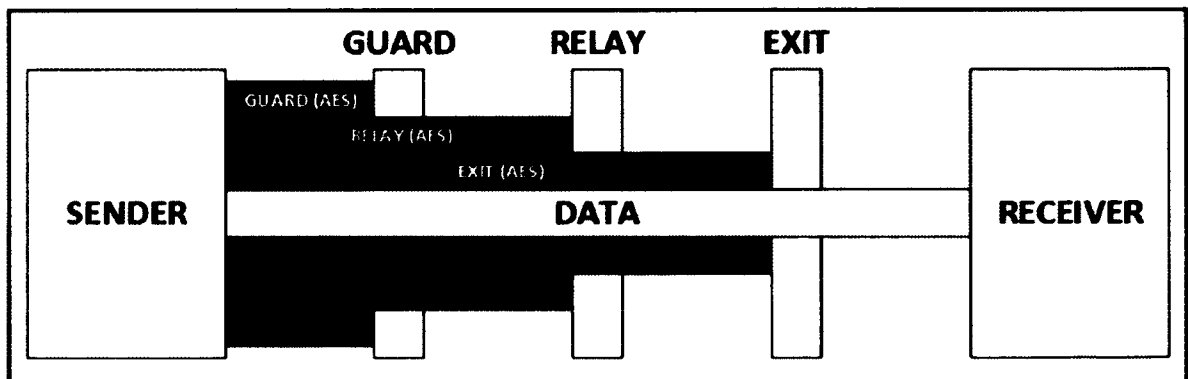 GUARD RELAY EXIT
GUARD (AES)
RELAY (AES)
EXIT (AES)
SENDER DATA RECEIVER